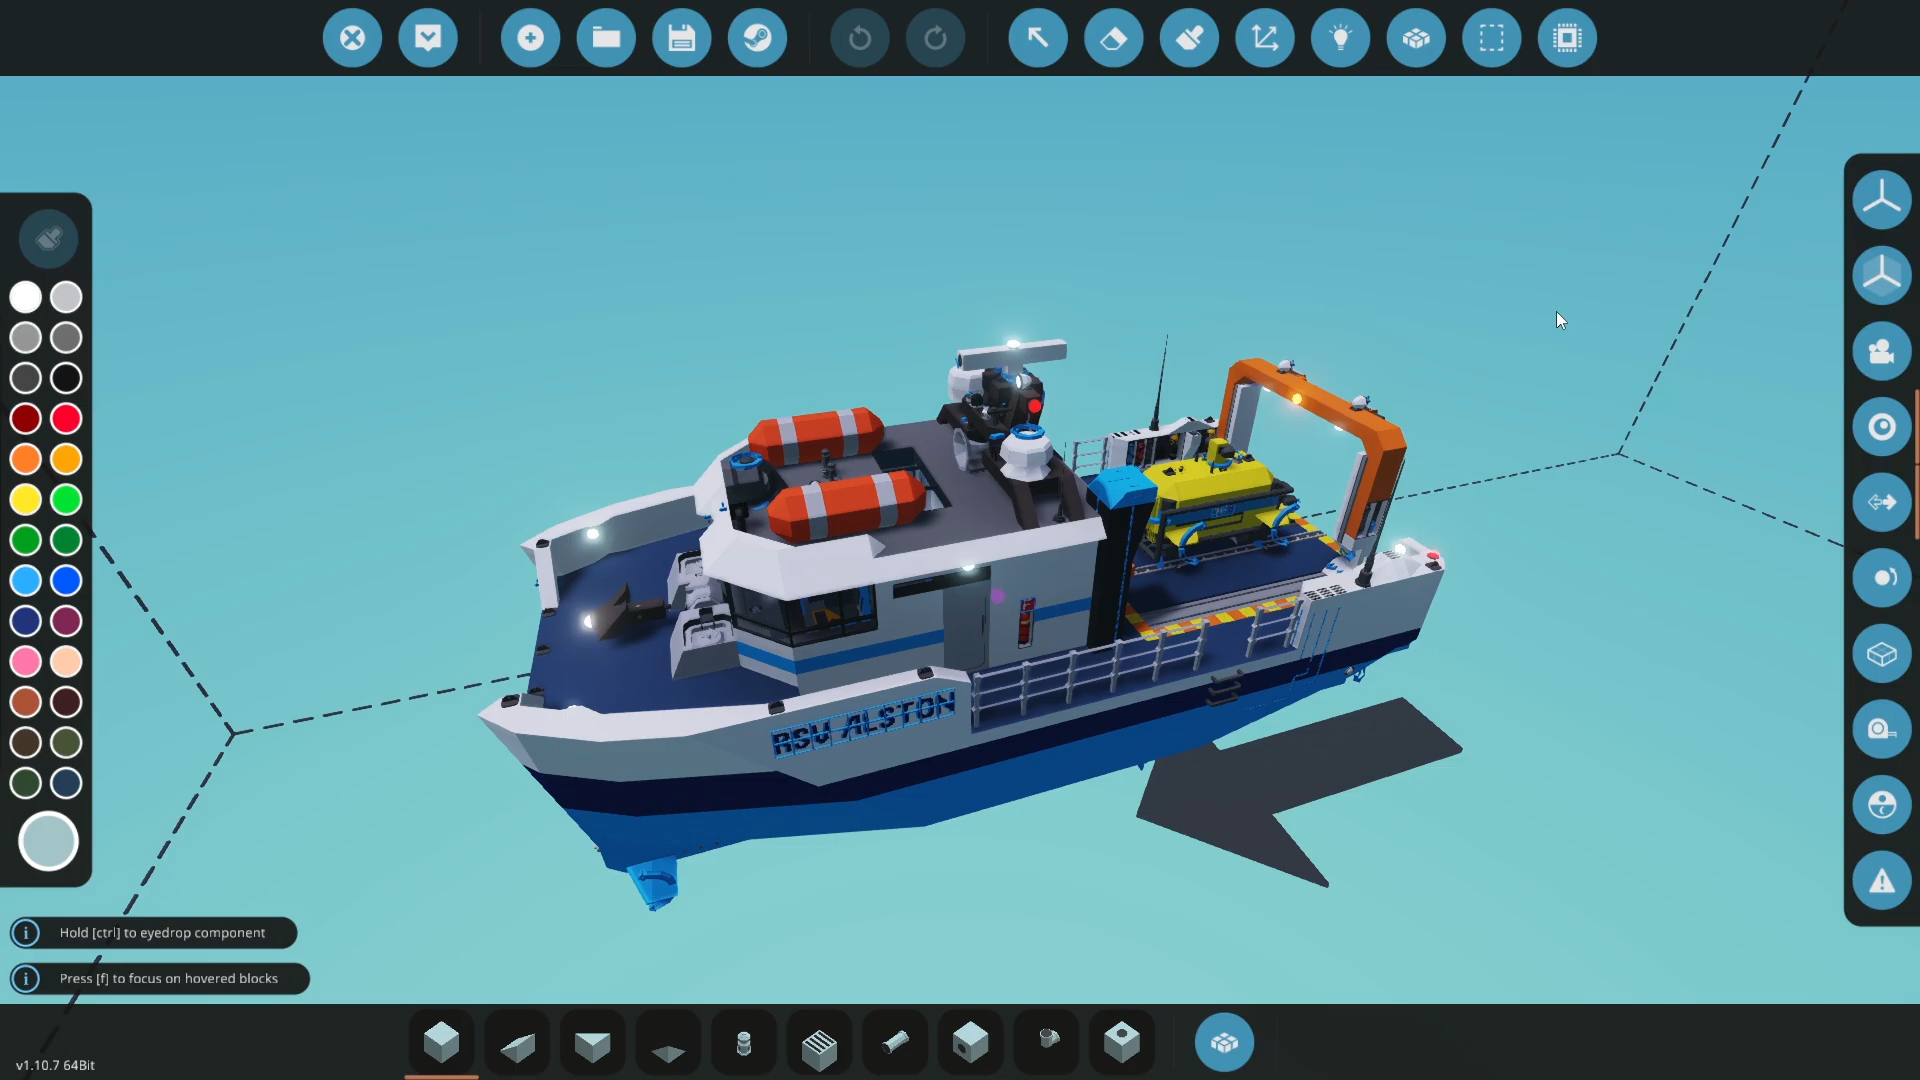 RSV ALSTON
Hold [ctrl] to eyedrop component
Press [f] to focus on hovered blocks
v1.10.7 64Bit